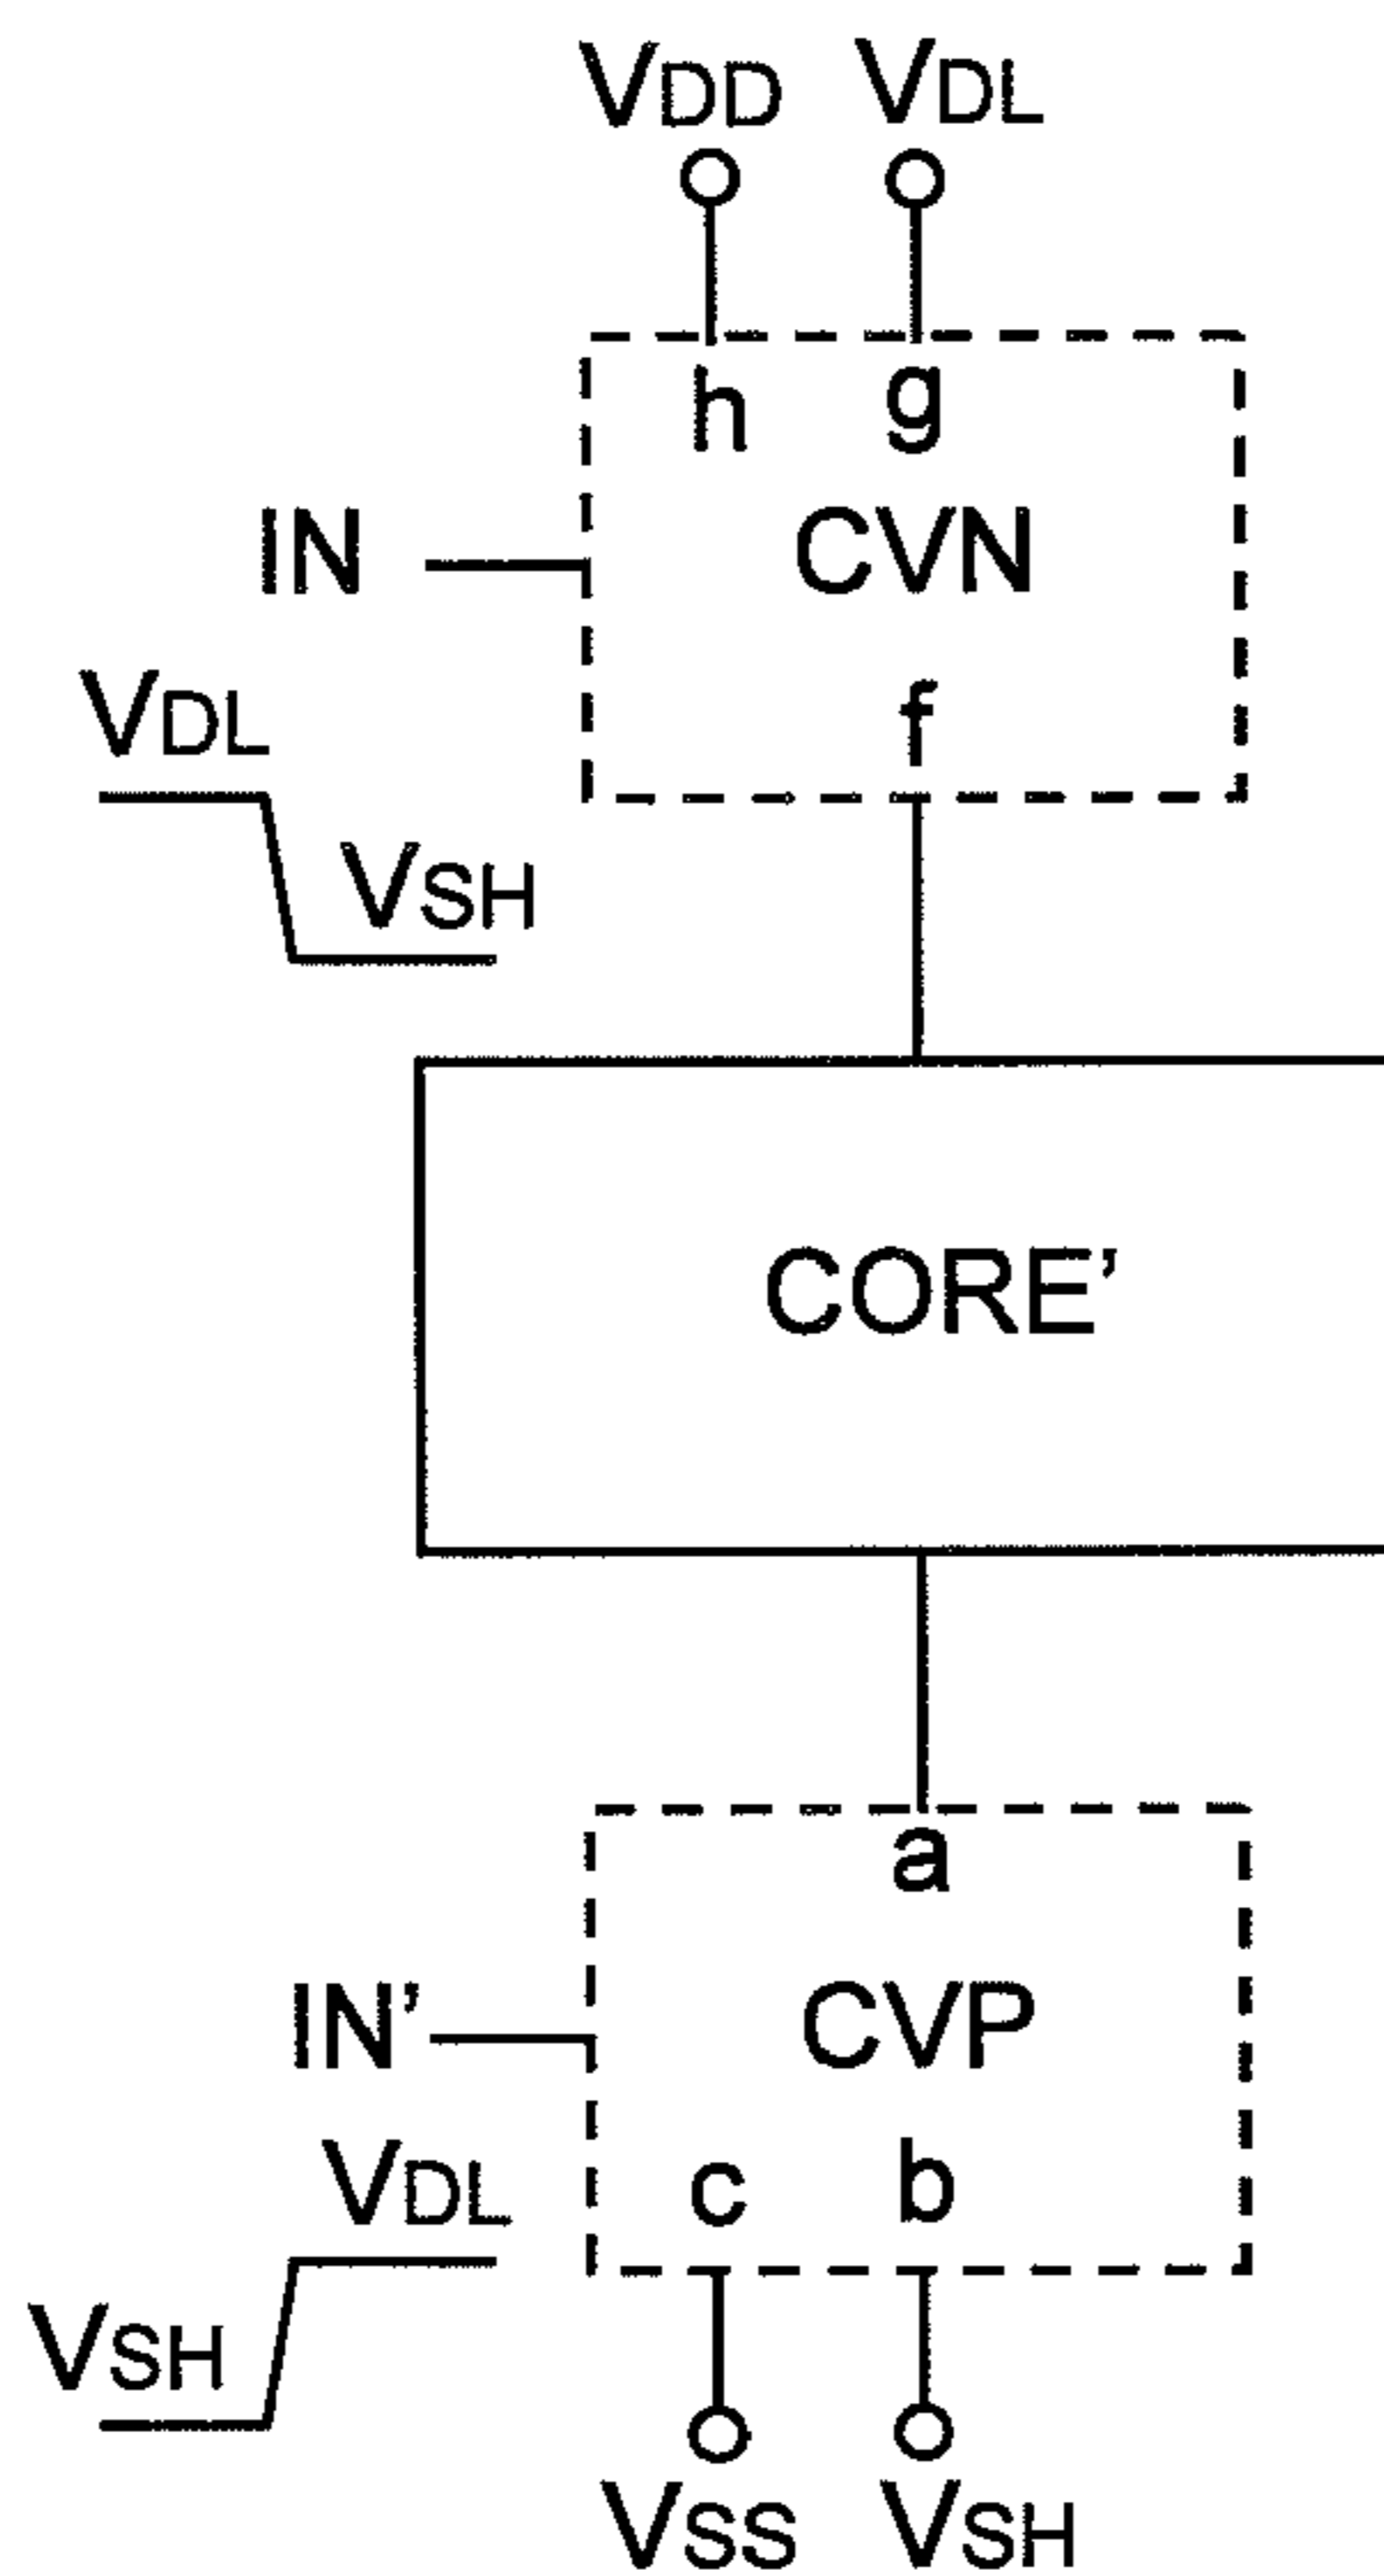 VDD VDL
h g
IN CVN
VDL f
VSH
CORE'
a
IN' CVP
VDL c b
VSH
VSS VSH